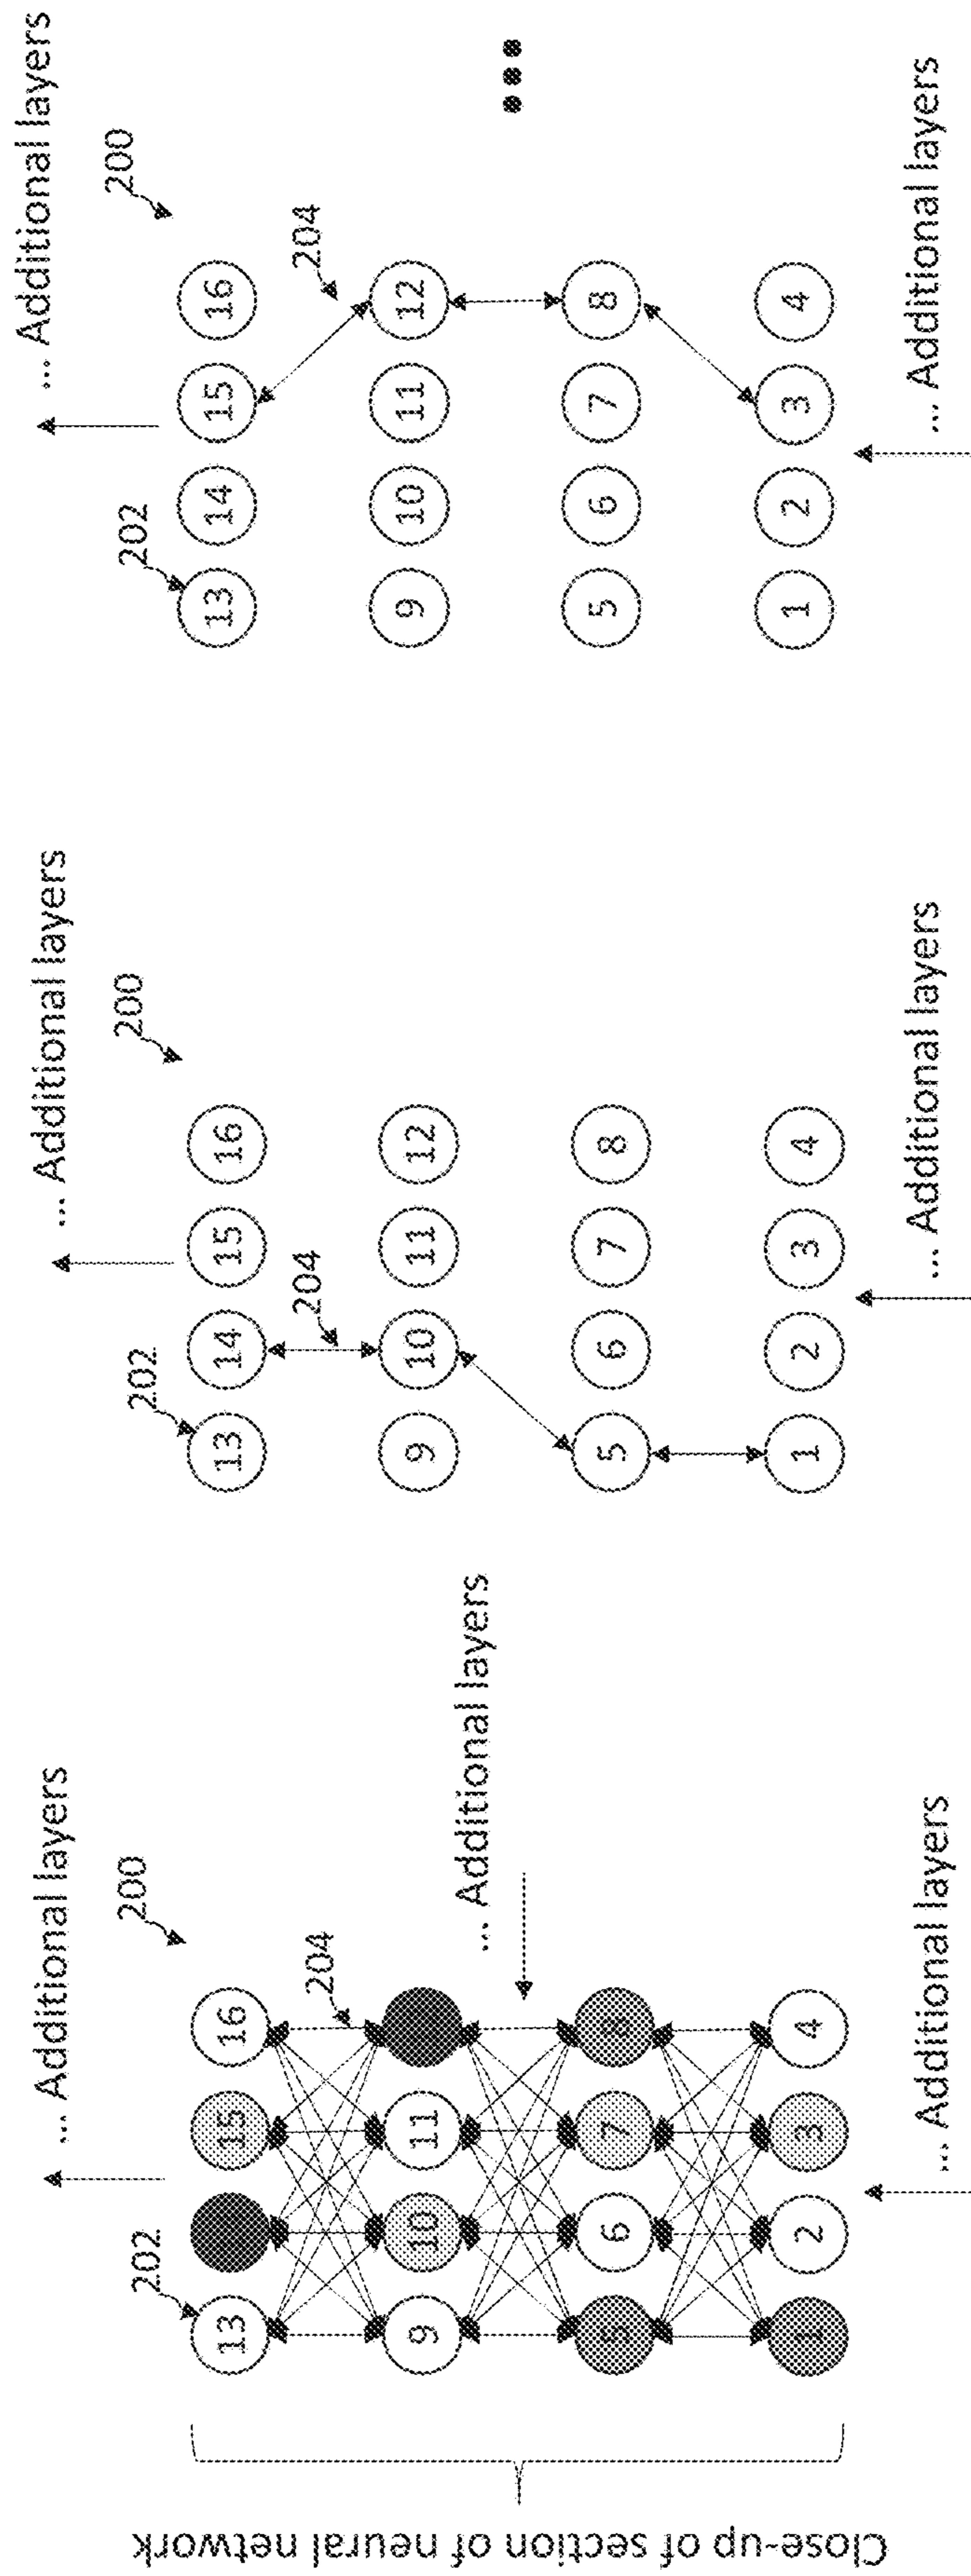 Close-up of section of neural network
... Additional layers
200
202
13 15 16
204
9 10 11
... Additional layers
5 6 7 8
1 2 3 4
... Additional layers
... Additional layers
200
202
13 14 15 16
204
9 10 11 12
5 6 7 8
1 2 3 4
... Additional layers
... Additional layers
200
202
13 14 15 16
204
9 10 11 12
5 6 7 8
1 2 3 4
... Additional layers